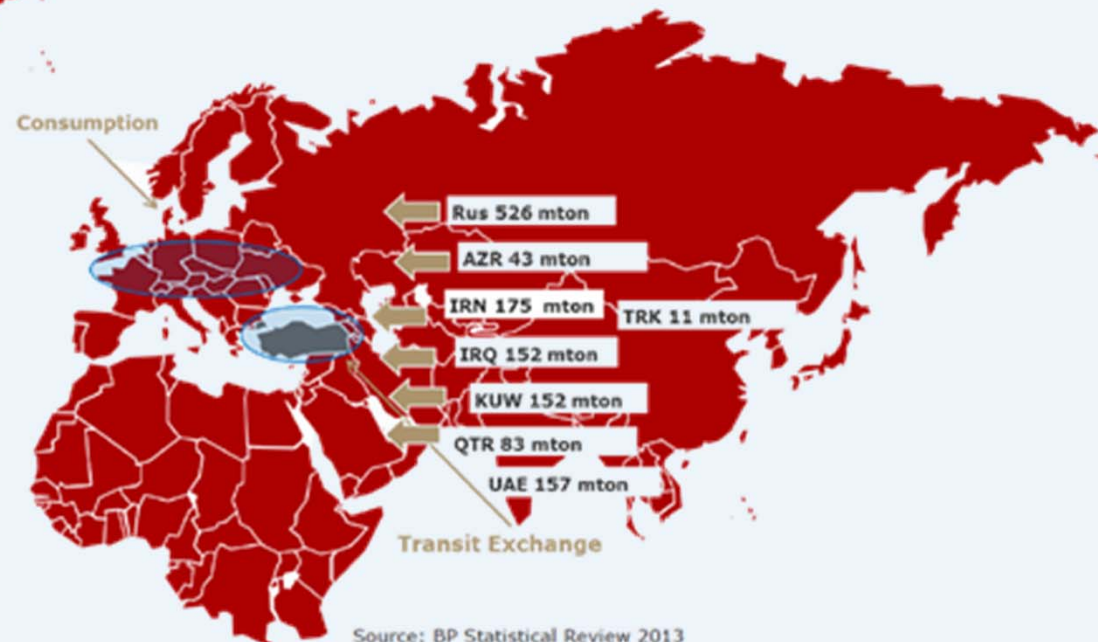 Consumption
Rus 526 mton
AZR 43 mton
IRN 175 mton
TRK 11 mton
IRQ 152 mton
KUW 152 mton
QTR 83 mton
UAE 157 mton
Transit Exchange
Source: BP Statistical Review 2013